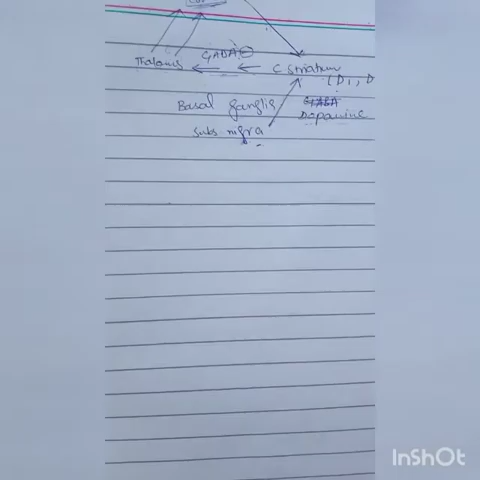 GABA ⊖
Thalamus C. Striatum
(D1, D
Basal ganglia GABA
Dopamine
Subs. nigra
InShOt